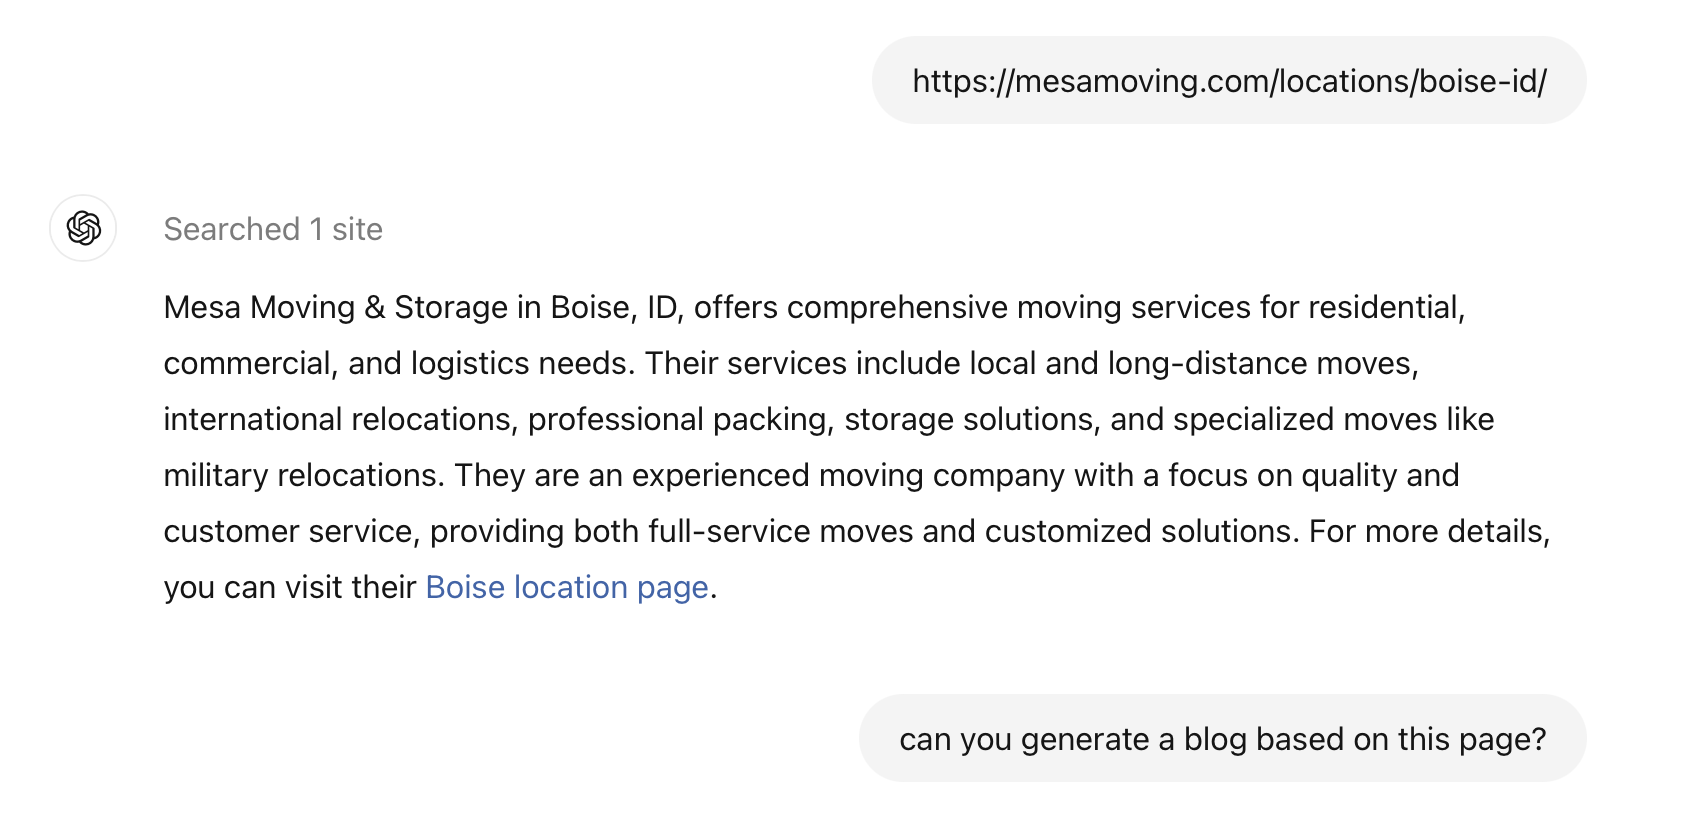 https://mesamoving.com/locations/boise-id/
Searched 1 site
Mesa Moving & Storage in Boise, ID, offers comprehensive moving services for residential,
commercial, and logistics needs. Their services include local and long-distance moves,
international relocations, professional packing, storage solutions, and specialized moves like
military relocations. They are an experienced moving company with a focus on quality and
customer service, providing both full-service moves and customized solutions. For more details,
you can visit their Boise location page.
can you generate a blog based on this page?